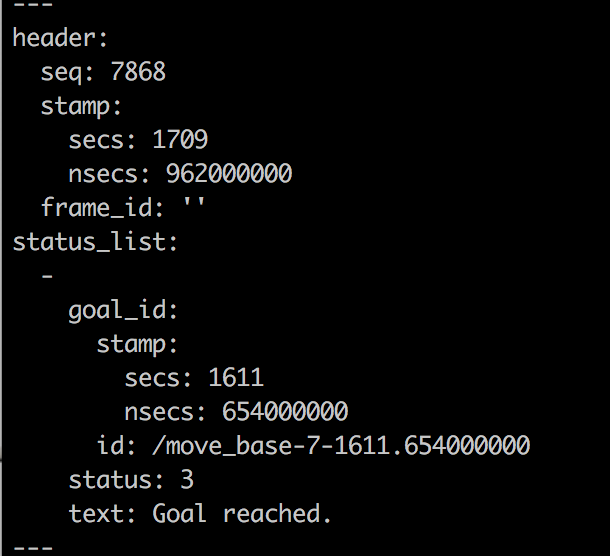 ---
header:
  seq: 7868
  stamp:
    secs: 1709
    nsecs: 962000000
  frame_id: ''
status_list:
  -
    goal_id:
      stamp:
        secs: 1611
        nsecs: 654000000
      id: /move_base-7-1611.654000000
    status: 3
    text: Goal reached.
---